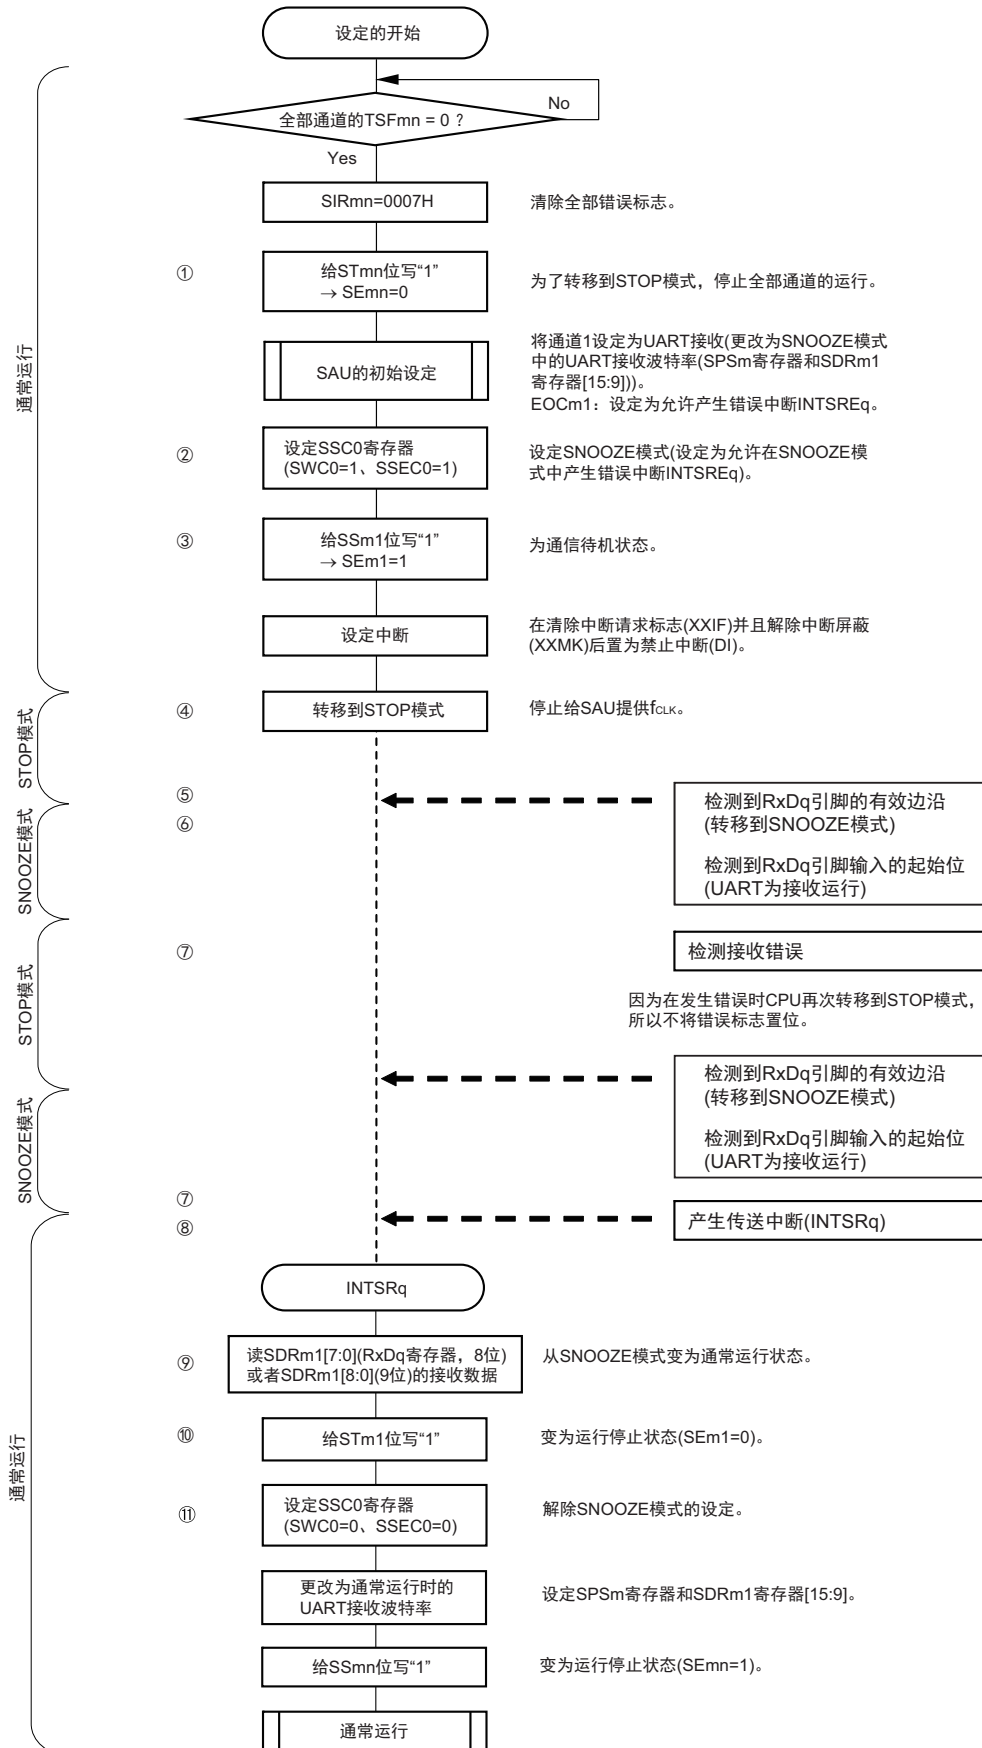 设定的开始
No
全部通道的TSFmn = 0？
Yes
SIRmn=0007H
清除全部错误标志。
①
给STmn位写“1”
→ SEmn=0
为了转移到STOP模式，停止全部通道的运行。
通常运行
SAU的初始设定
将通道1设定为UART接收(更改为SNOOZE模式
中的UART接收波特率(SPSm寄存器和SDRm1
寄存器[15:9]))。
EOCm1：设定为允许产生错误中断INTSREq。
②
设定SSC0寄存器
(SWC0=1、SSEC0=1)
设定SNOOZE模式(设定为允许在SNOOZE模
式中产生错误中断INTSREq)。
③
给SSm1位写“1”
→ SEm1=1
为通信待机状态。
设定中断
在清除中断请求标志(XXIF)并且解除中断屏蔽
(XXMK)后置为禁止中断(DI)。
STOP模式
④
转移到STOP模式
停止给SAU提供fCLK。
⑤
⑥
SNOOZE模式
检测到RxDq引脚的有效边沿
(转移到SNOOZE模式)
检测到RxDq引脚输入的起始位
(UART为接收运行)
STOP模式
⑦
检测接收错误
因为在发生错误时CPU再次转移到STOP模式，
所以不将错误标志置位。
SNOOZE模式
检测到RxDq引脚的有效边沿
(转移到SNOOZE模式)
检测到RxDq引脚输入的起始位
(UART为接收运行)
⑦
⑧
产生传送中断(INTSRq)
INTSRq
⑨
读SDRm1[7:0](RxDq寄存器，8位)
或者SDRm1[8:0](9位)的接收数据
从SNOOZE模式变为通常运行状态。
通常运行
⑩
给STm1位写“1”
变为运行停止状态(SEm1=0)。
⑪
设定SSC0寄存器
(SWC0=0、SSEC0=0)
解除SNOOZE模式的设定。
更改为通常运行时的
UART接收波特率
设定SPSm寄存器和SDRm1寄存器[15:9]。
给SSmn位写“1”
变为运行停止状态(SEmn=1)。
通常运行